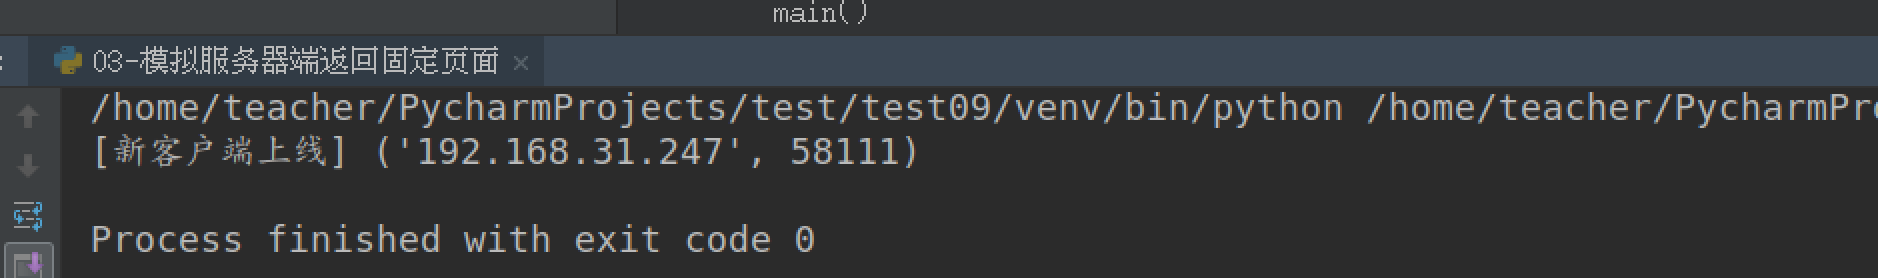 main()
03-模拟服务器端返回固定页面
/home/teacher/PycharmProjects/test/test09/venv/bin/python /home/teacher/PycharmPro
[新客户端上线] ('192.168.31.247', 58111)
Process finished with exit code 0